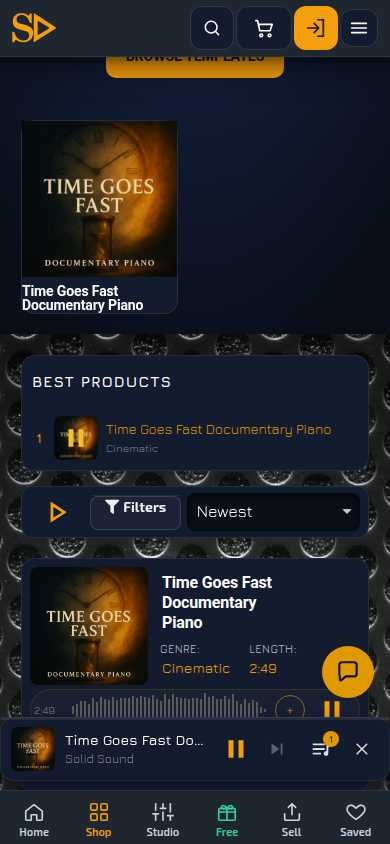 S
BROWSE TEMPLATES
TIME GOES
FAST
DOCUMENTARY PIANO
Time Goes Fast
Documentary Piano
BEST PRODUCTS
1
Time Goes Fast Documentary Piano
Cinematic
Filters
Newest
TIME GOES
FAST
DOCUMENTARY PIANO
Time Goes Fast
Documentary
Piano
GENRE: LENGTH:
Cinematic 2:49
2:49
Time Goes Fast Do...
Solid Sound
1
Home Shop Studio Free Sell Saved